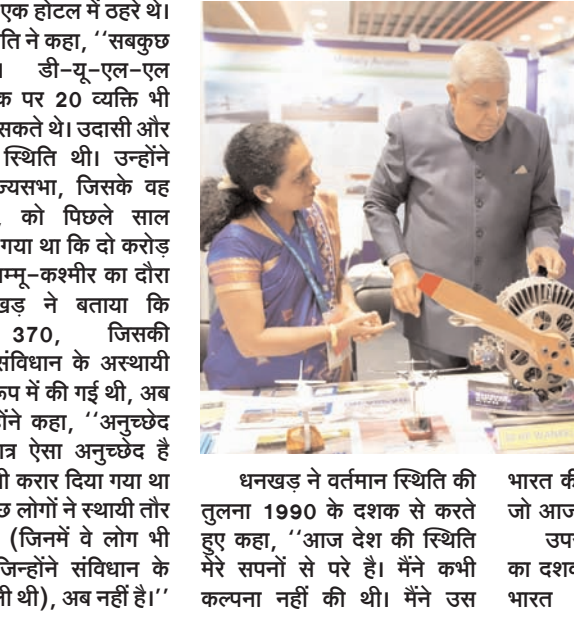 एक होटल में ठहरे थे।
ति ने कहा, ‘‘सबकुछ
। डी-यू-एल-एल
क पर 20 व्यक्ति भी
सकते थे। उदासी और
स्थिति थी। उन्होंने
ज्यसभा, जिसके वह
को पिछले साल
गया था कि दो करोड़
म्मू-कश्मीर का दौरा
खड़ ने बताया कि
370, जिसकी
संविधान के अस्थायी
रूप में की गई थी, अब
होंने कहा, ‘‘अनुच्छेद
ात्र ऐसा अनुच्छेद है
ी करार दिया गया था
छ लोगों ने स्थायी तौर
(जिनमें वे लोग भी
जिन्होंने संविधान के
ली थी), अब नहीं है।’’
धनखड़ ने वर्तमान स्थिति की
तुलना 1990 के दशक से करते
हुए कहा, ‘‘आज देश की स्थिति
मेरे सपनों से परे है। मैंने कभी
कल्पना नहीं की थी। मैंने उस
भारत की
जो आज
उप
का दशक
भारत